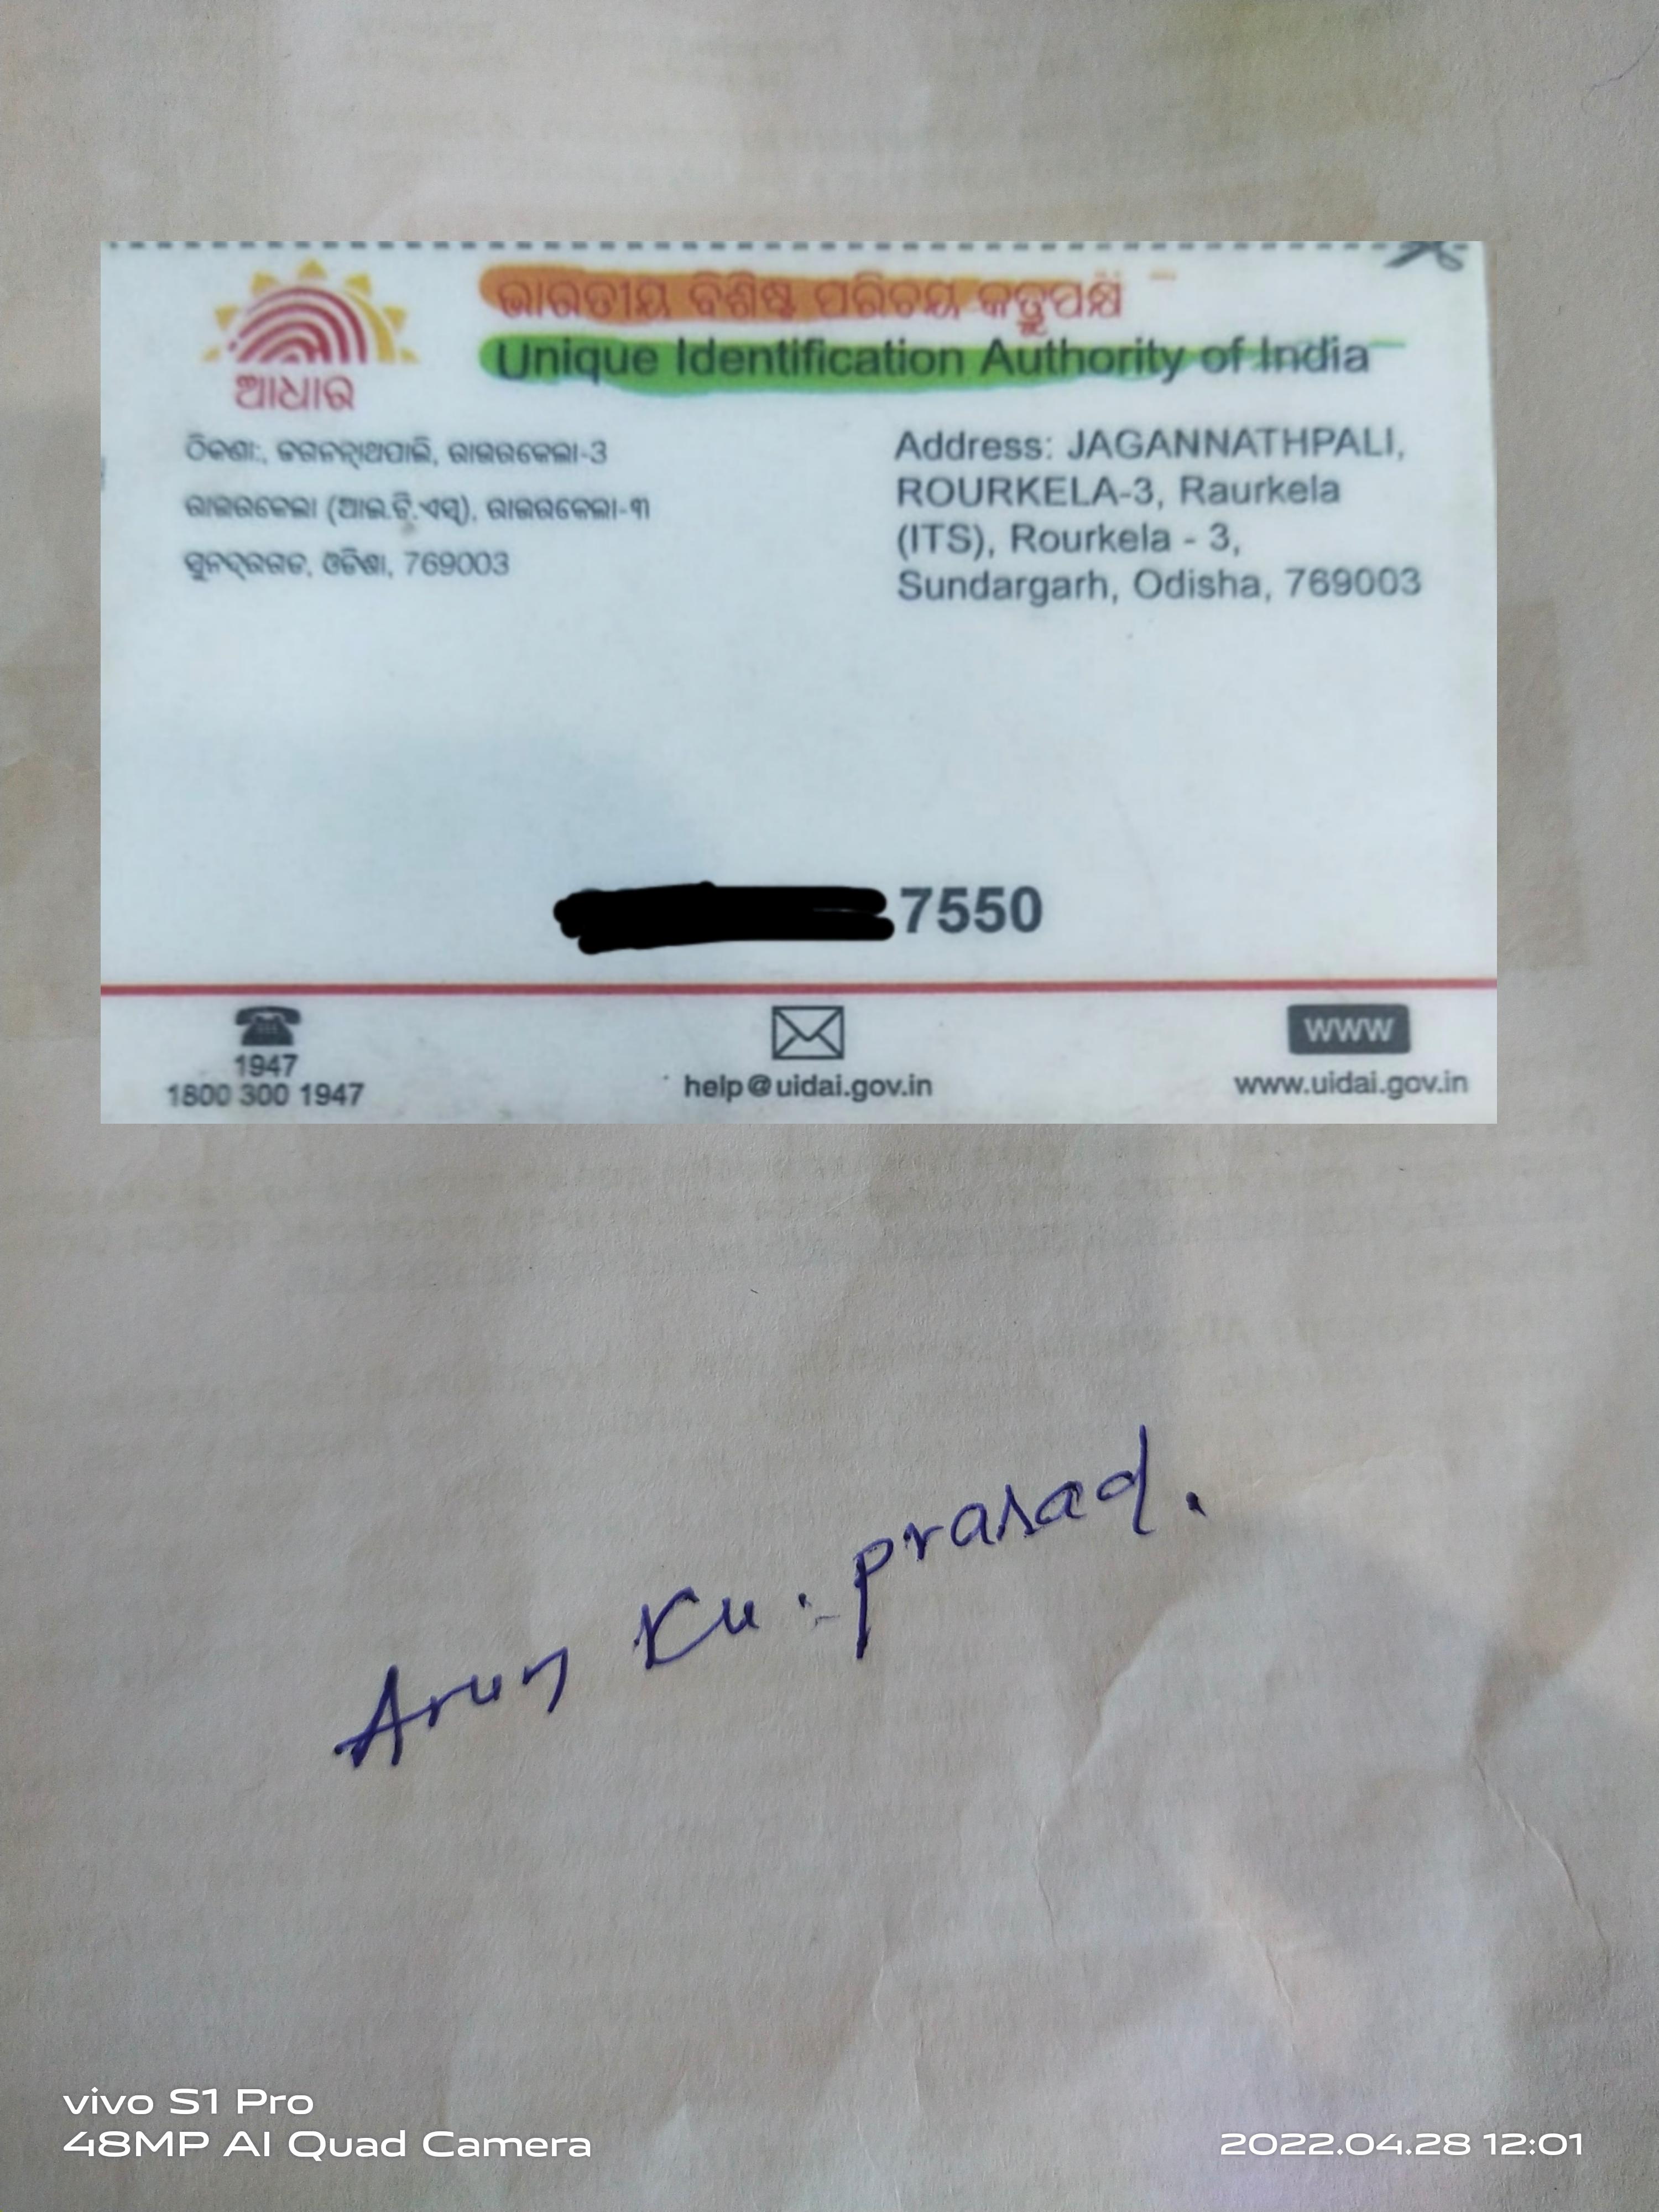 ଭାରତୀୟ ବିଶିଷ୍ଟ ପରିଚୟ କର୍ତ୍ତୃପକ୍ଷ
Unique Identification Authority of India
ଆଧାର
ଠିକଣା:, ଜଗନନ୍ନାଥପାଲି, ରାଉରକେଲା-3
ରାଉରକେଲା (ଆଇ.ଟି.ଏସ୍), ରାଉରକେଲା-୩
ସୁନ୍ଦରଗଡ, ଓଡିଶା, 769003
Address: JAGANNATHPALI,
ROURKELA-3, Raurkela
(ITS), Rourkela - 3,
Sundargarh, Odisha, 769003
7550
1947
1800 300 1947
help@uidai.gov.in
www
www.uidai.gov.in
Arun Ku. prasad.
vivo S1 Pro
48MP AI Quad Camera
2022.04.28 12:01